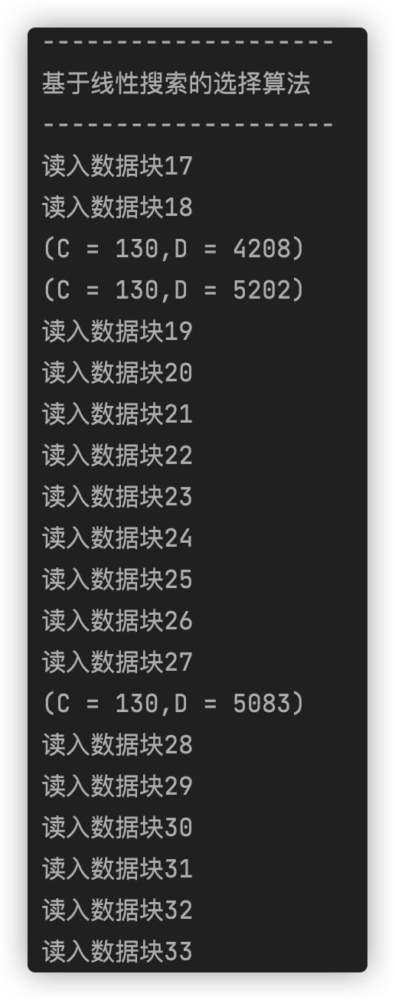 --------------------
基于线性搜索的选择算法
--------------------
读入数据块17
读入数据块18
(C = 130,D = 4208)
(C = 130,D = 5202)
读入数据块19
读入数据块20
读入数据块21
读入数据块22
读入数据块23
读入数据块24
读入数据块25
读入数据块26
读入数据块27
(C = 130,D = 5083)
读入数据块28
读入数据块29
读入数据块30
读入数据块31
读入数据块32
读入数据块33